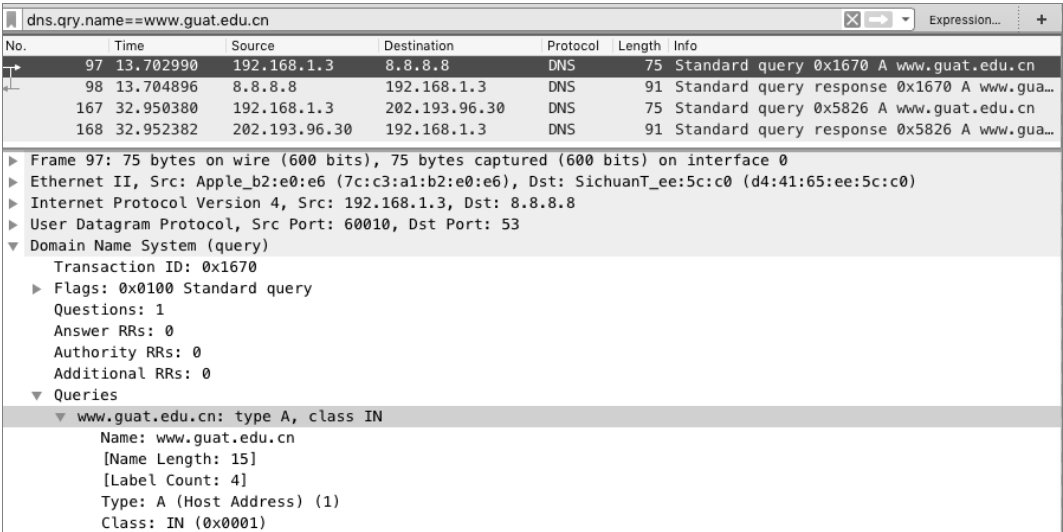 dns.qry.name==www.guat.edu.cn Expression... +
No. Time Source Destination Protocol Length Info
97 13.702990 192.168.1.3 8.8.8.8 DNS 75 Standard query 0x1670 A www.guat.edu.cn
98 13.704896 8.8.8.8 192.168.1.3 DNS 91 Standard query response 0x1670 A www.gua…
167 32.950380 192.168.1.3 202.193.96.30 DNS 75 Standard query 0x5826 A www.guat.edu.cn
168 32.952382 202.193.96.30 192.168.1.3 DNS 91 Standard query response 0x5826 A www.gua…
Frame 97: 75 bytes on wire (600 bits), 75 bytes captured (600 bits) on interface 0
Ethernet II, Src: Apple_b2:e0:e6 (7c:c3:a1:b2:e0:e6), Dst: SichuanT_ee:5c:c0 (d4:41:65:ee:5c:c0)
Internet Protocol Version 4, Src: 192.168.1.3, Dst: 8.8.8.8
User Datagram Protocol, Src Port: 60010, Dst Port: 53
Domain Name System (query)
Transaction ID: 0x1670
Flags: 0x0100 Standard query
Questions: 1
Answer RRs: 0
Authority RRs: 0
Additional RRs: 0
Queries
www.guat.edu.cn: type A, class IN
Name: www.guat.edu.cn
[Name Length: 15]
[Label Count: 4]
Type: A (Host Address) (1)
Class: IN (0x0001)